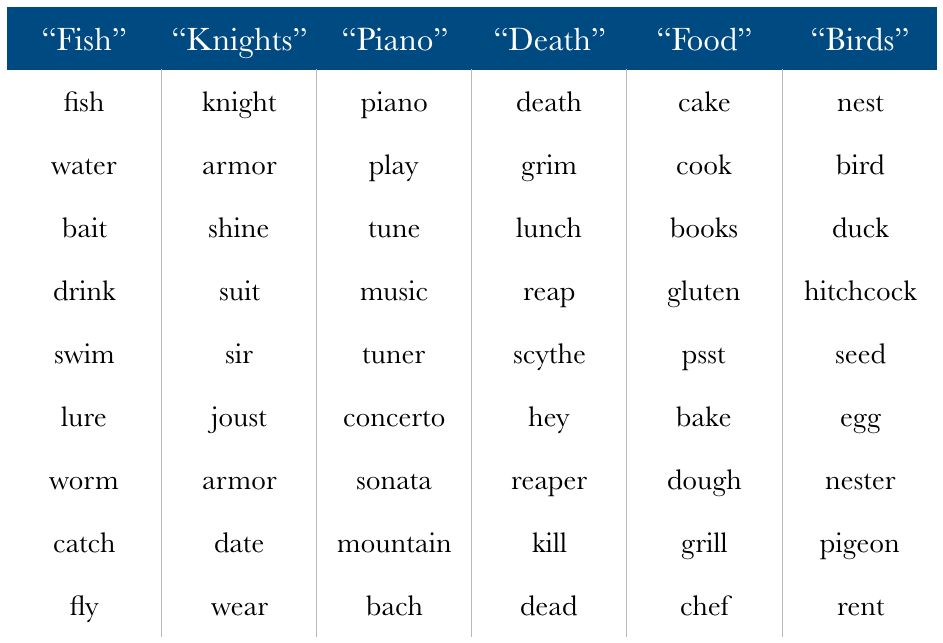 “Fish” “Knights” “Piano” “Death” “Food” “Birds”
fish knight piano death cake nest
water armor play grim cook bird
bait shine tune lunch books duck
drink suit music reap gluten hitchcock
swim sir tuner scythe psst seed
lure joust concerto hey bake egg
worm armor sonata reaper dough nester
catch date mountain kill grill pigeon
fly wear bach dead chef rent